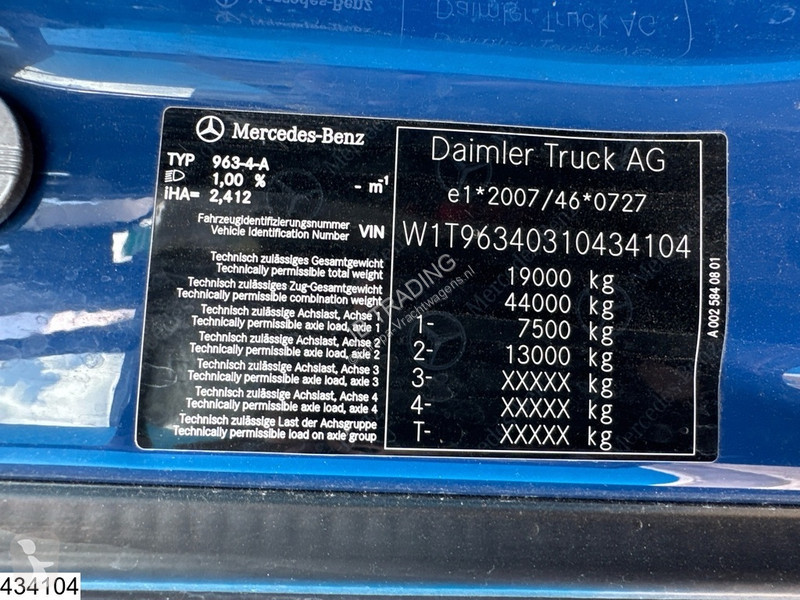 Mercedes-Benz
Daimler Truck AG
TYP 963-4-A
1,00 % - m⁻¹
iHA= 2,412
e1*2007/46*0727
Fahrzeugidentifizierungsnummer
Vehicle Identification Number VIN
W1T96340310434104
Technisch zulässiges Gesamtgewicht
Technically permissible total weight
19000 kg
Technisch zulässiges Zug-Gesamtgewicht
Technically permissible combination weight
44000 kg
Technisch zulässige Achslast, Achse 1
Technically permissible axle load, axle 1
1- 7500 kg
Technisch zulässige Achslast, Achse 2
Technically permissible axle load, axle 2
2- 13000 kg
Technisch zulässige Achslast, Achse 3
Technically permissible axle load, axle 3
3- XXXXX kg
Technisch zulässige Achslast, Achse 4
Technically permissible axle load, axle 4
4- XXXXX kg
Technisch zulässige Last der Achsgruppe
Technically permissible load on axle group
T- XXXXX kg
A 002 584 08 01
TRADING
434104